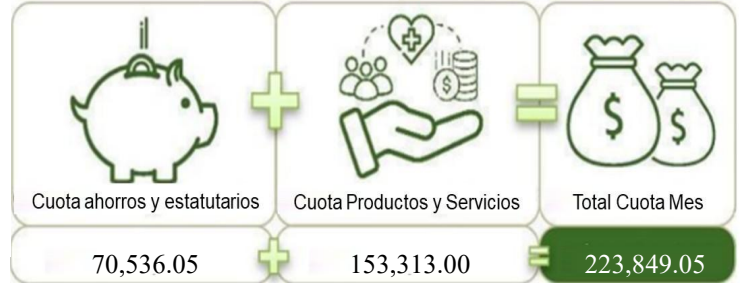 Cuota ahorros y estatutarios
Cuota Productos y Servicios
Total Cuota Mes
70,536.05
153,313.00
223,849.05